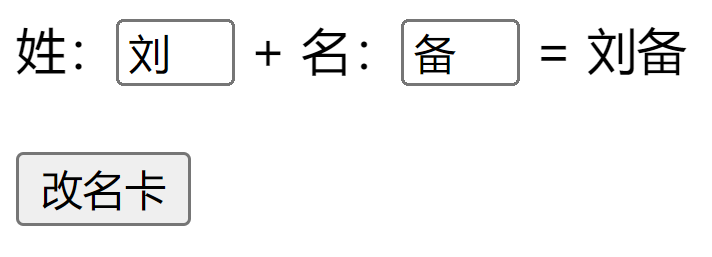 姓：刘 + 名：备 = 刘备
改名卡